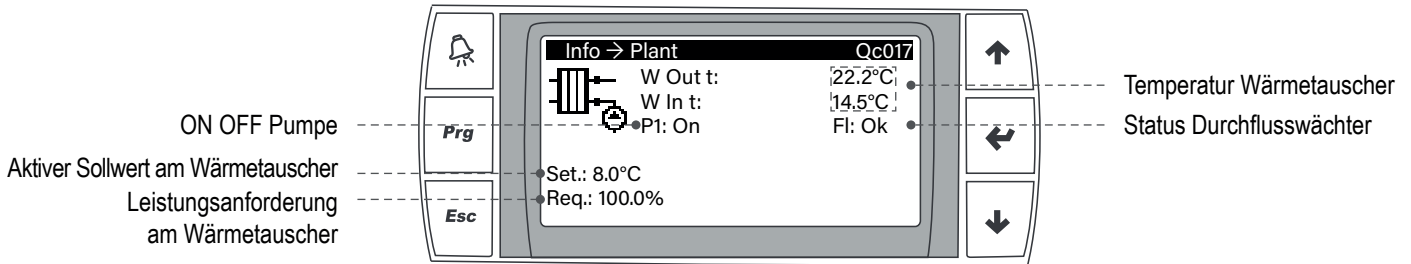 Info → Plant Qc017
W Out t: 22.2°C
W In t: 14.5°C
P1: On Fl: Ok
Set.: 8.0°C
Req.: 100.0%
Prg
Esc
ON OFF Pumpe
Aktiver Sollwert am Wärmetauscher
Leistungsanforderung
am Wärmetauscher
Temperatur Wärmetauscher
Status Durchflusswächter